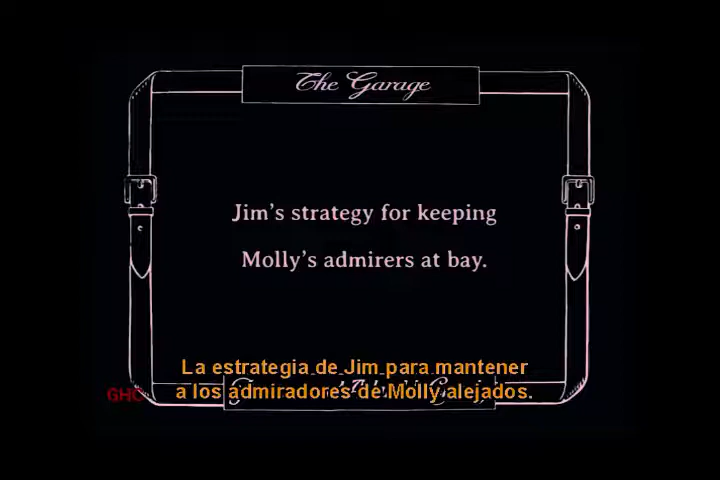 The Garage
Jim's strategy for keeping
Molly's admirers at bay.
La estrategia de Jim para mantener
a los admiradores de Molly alejados.